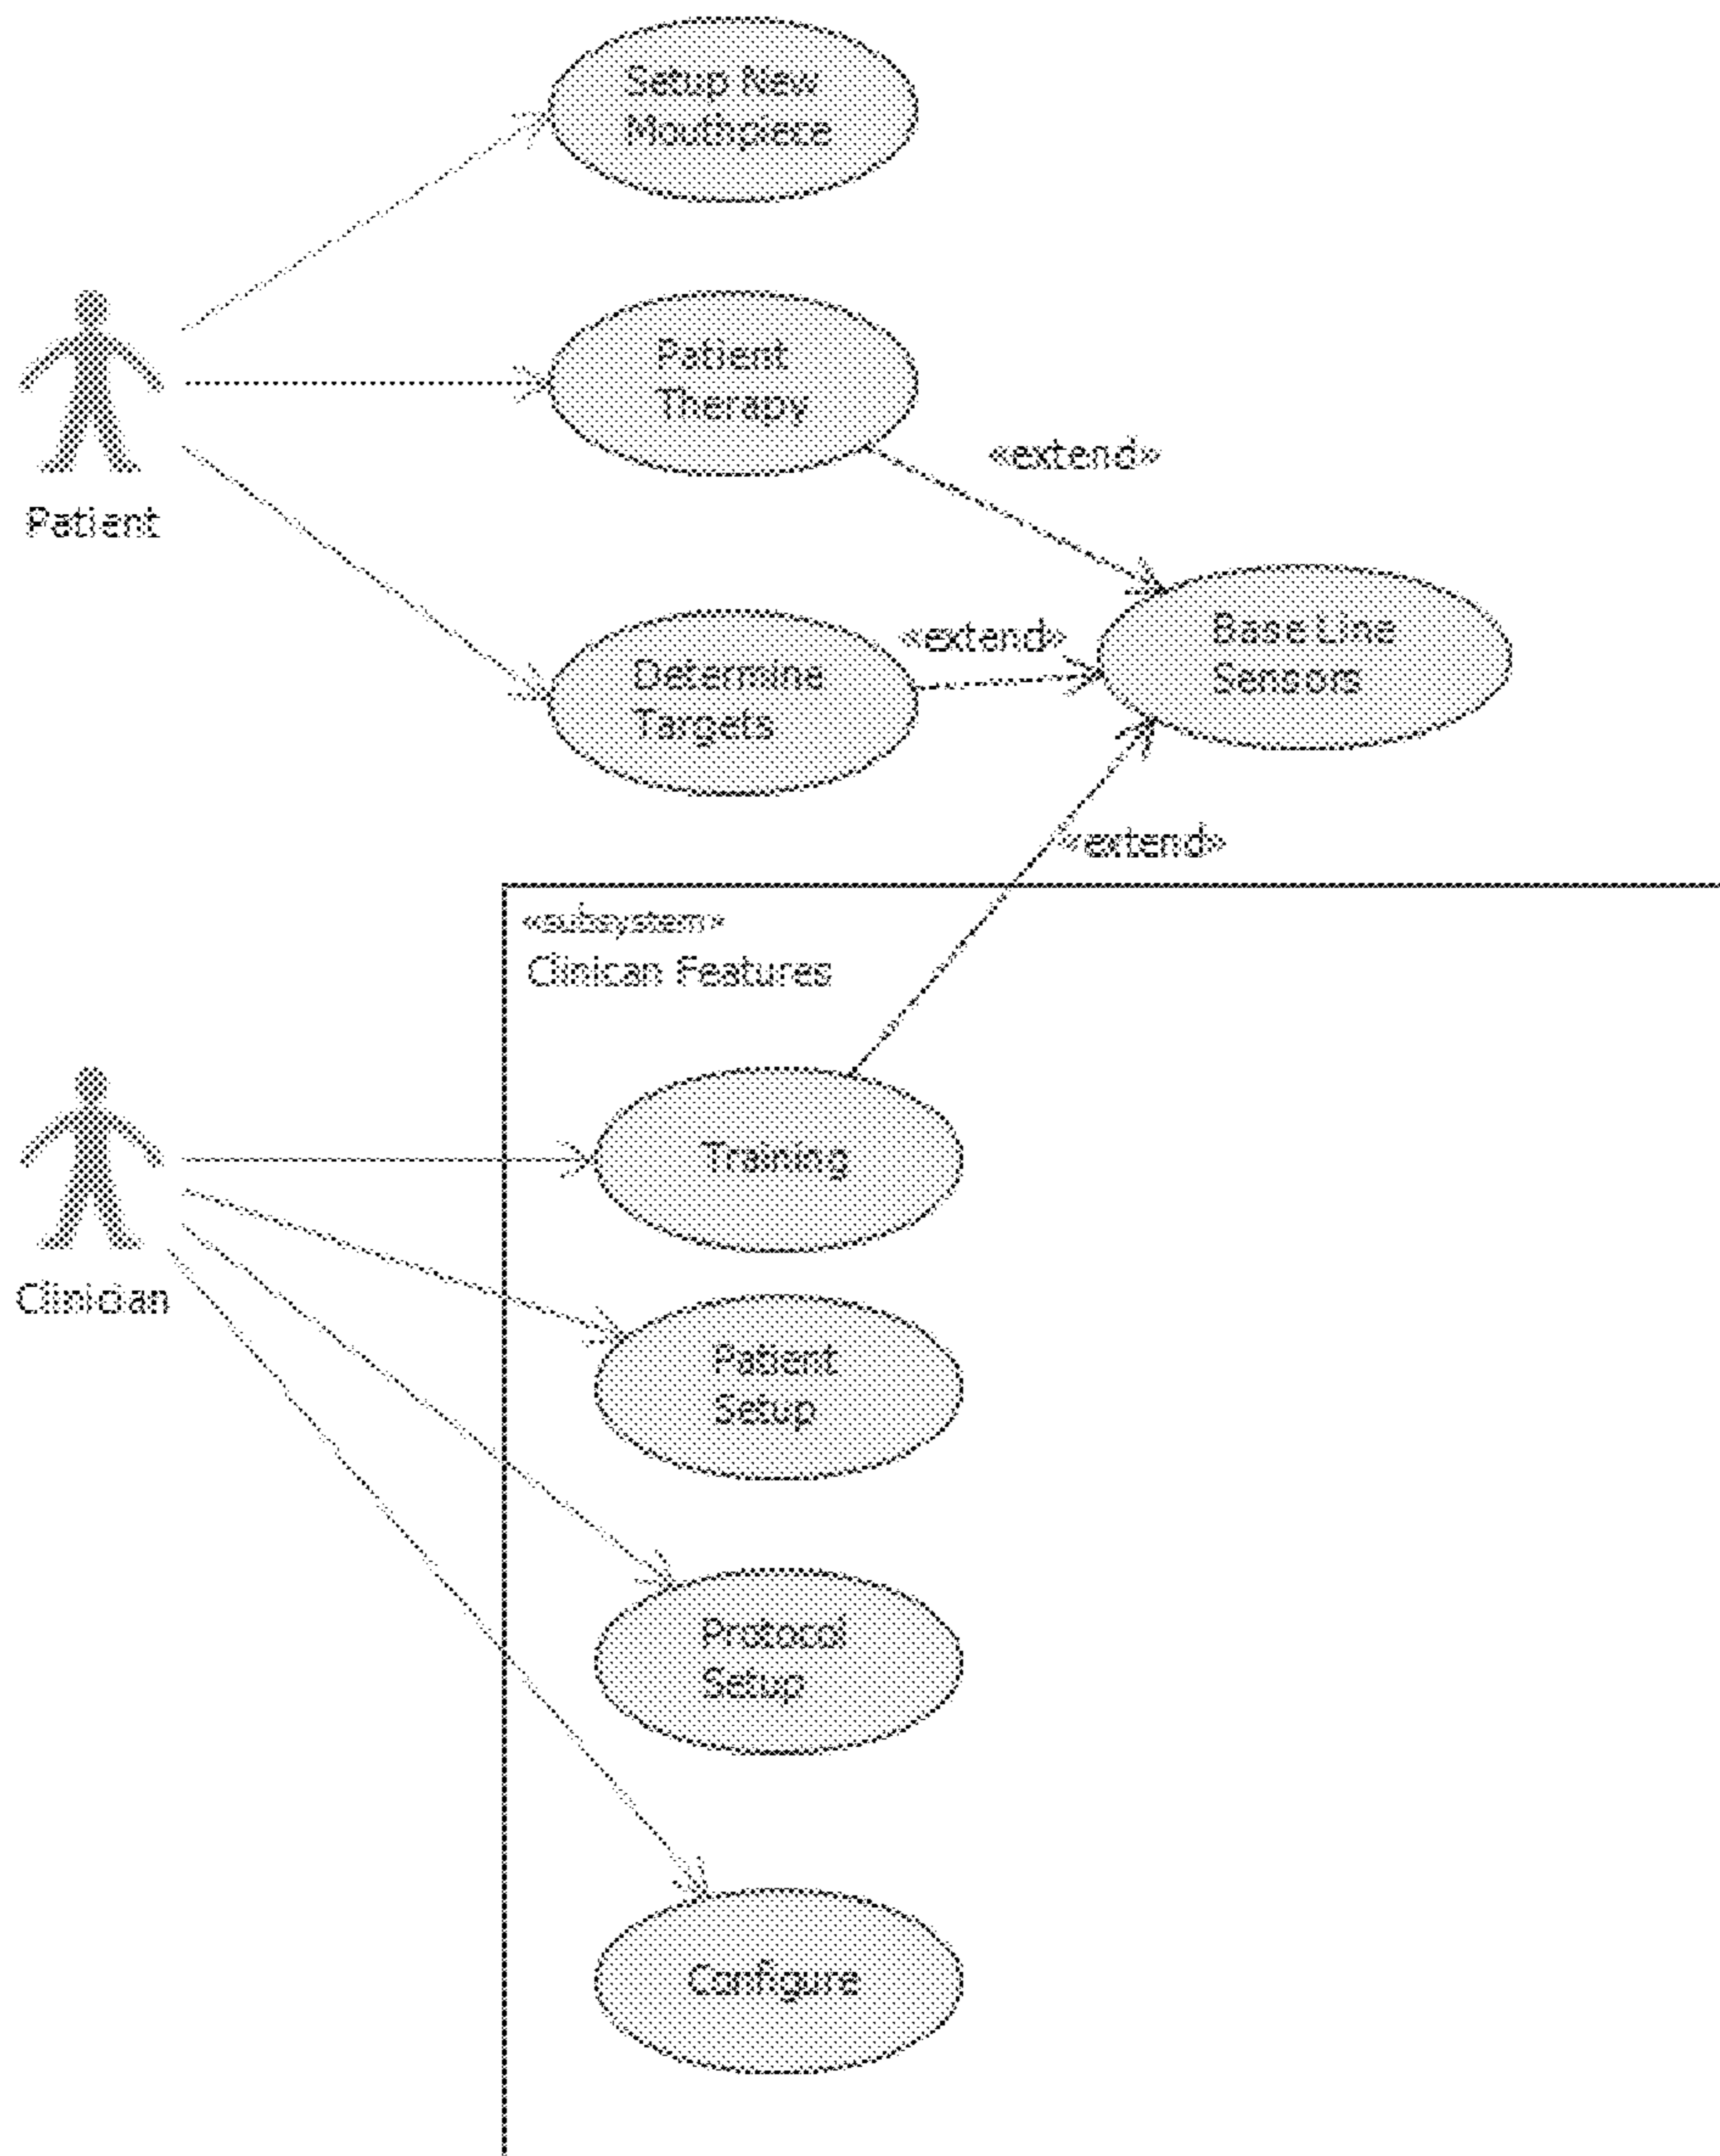 Setup New
Mouthpiece
Patient
Therapy
Patient
«extend»
Determine
Targets
«extend»
Base Line
Sensors
«extend»
«subsystem»
Clinican Features
Training
Clinician
Patient
Setup
Protocol
Setup
Configure